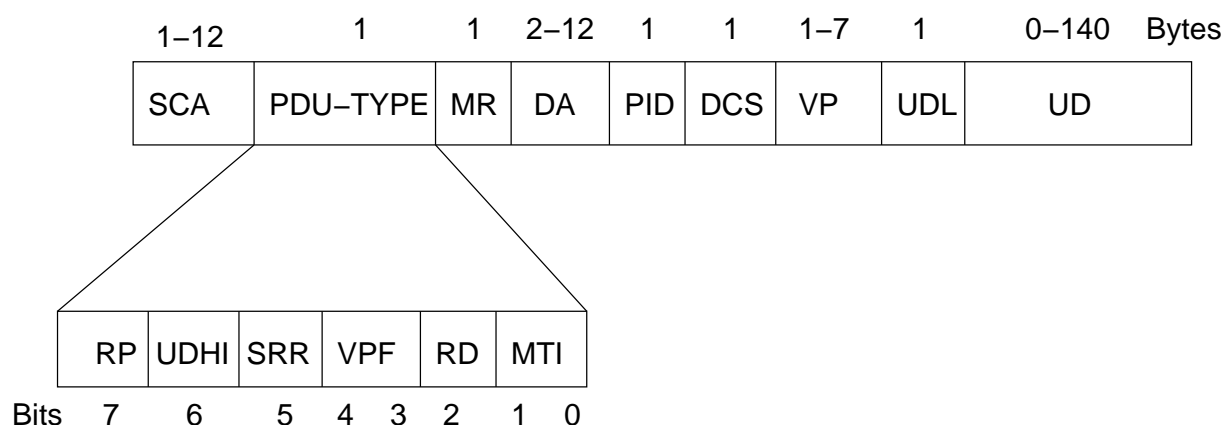 1–12 1 1 2–12 1 1 1–7 1 0–140 Bytes
SCA PDU–TYPE MR DA PID DCS VP UDL UD
RP UDHI SRR VPF RD MTI
Bits 7 6 5 4 3 2 1 0